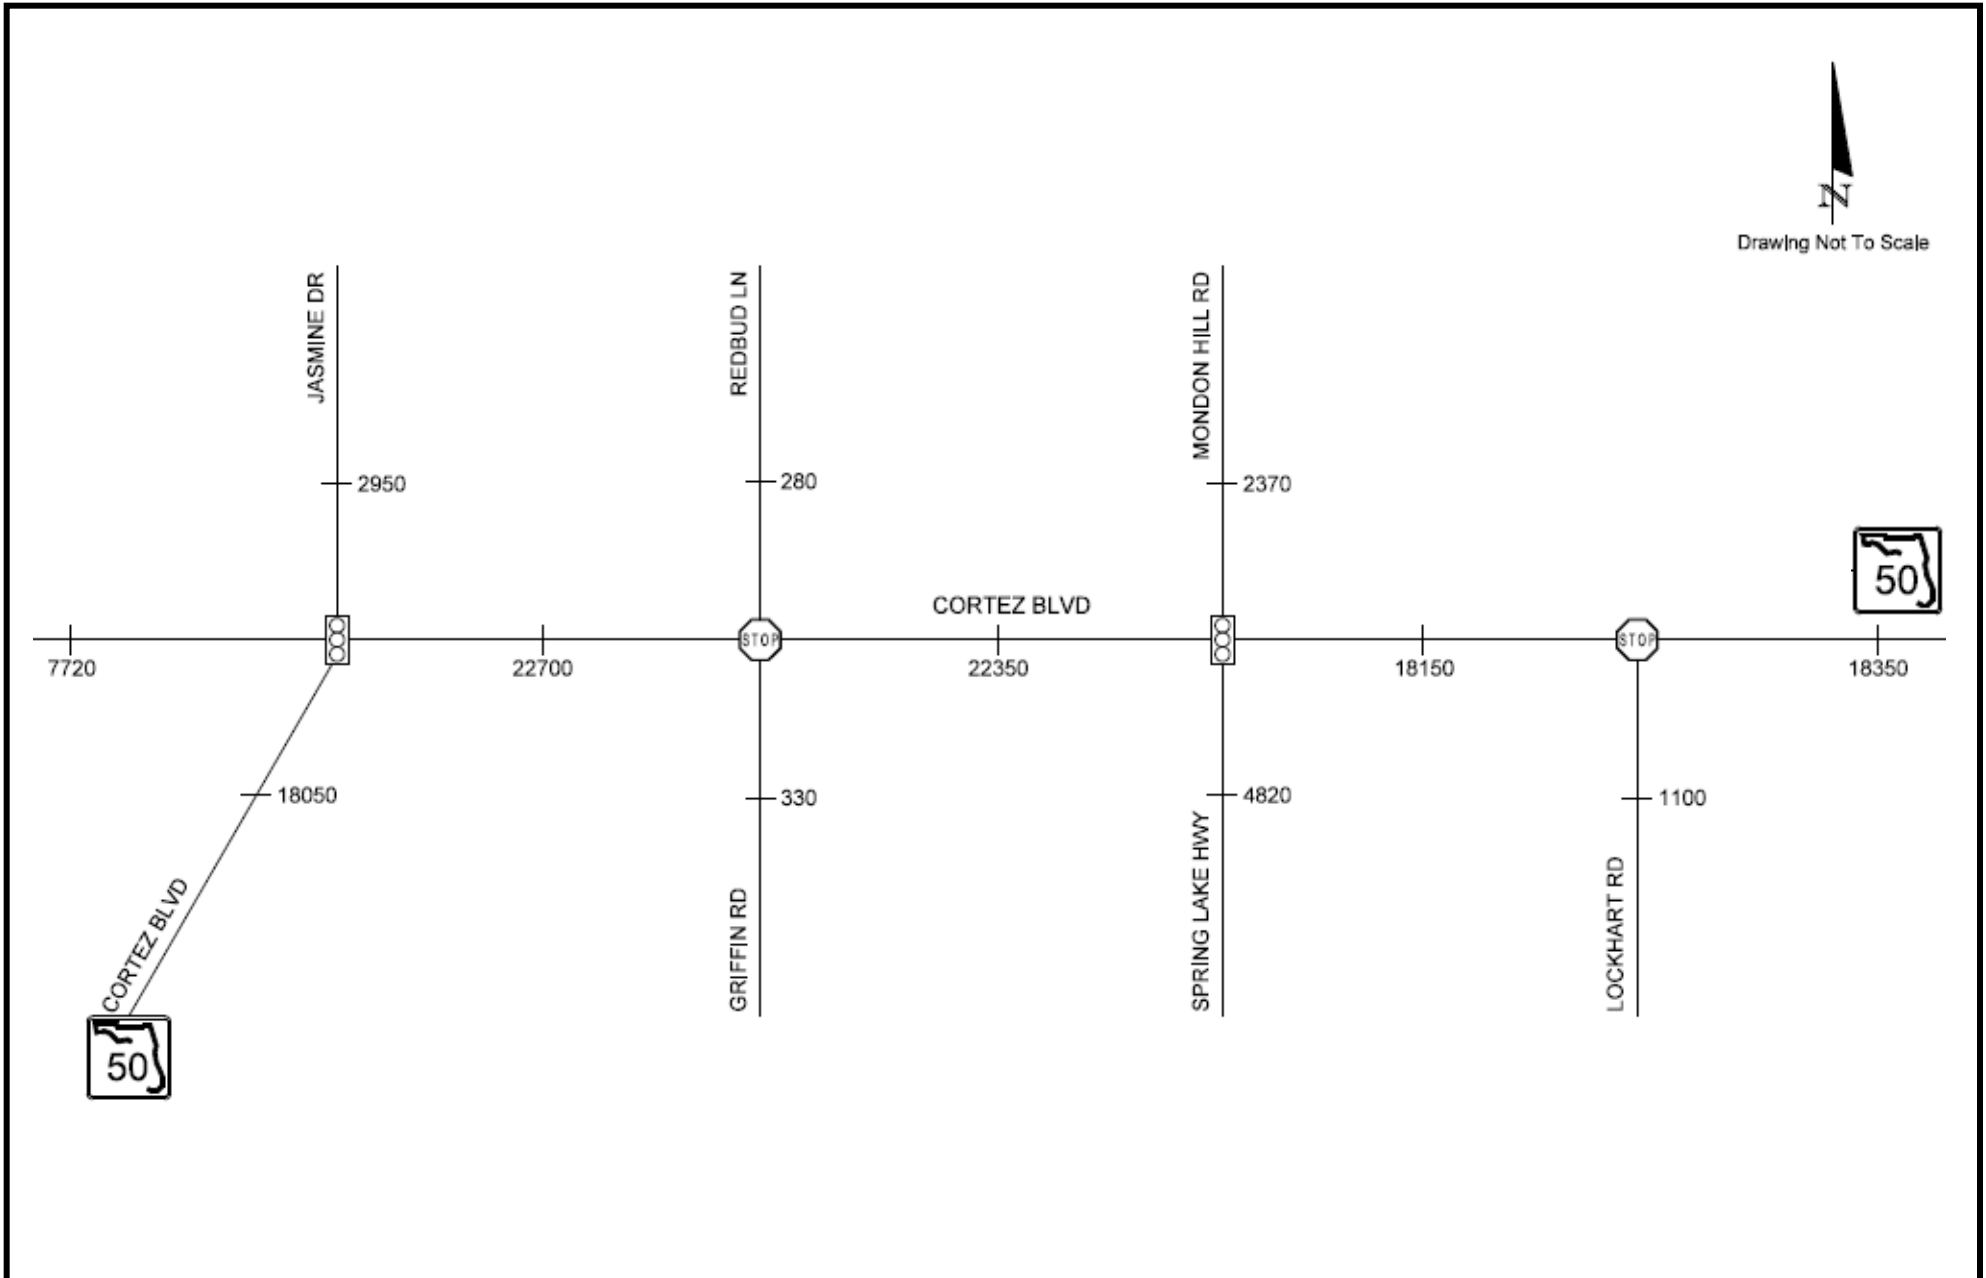 N
Drawing Not To Scale
JASMINE DR
REDBUD LN
MONDON HILL RD
2950
280
2370
50
CORTEZ BLVD
STOP
STOP
7720
22700
22350
18150
18350
18050
330
4820
1100
CORTEZ BLVD
GRIFFIN RD
SPRING LAKE HWY
LOCKHART RD
50